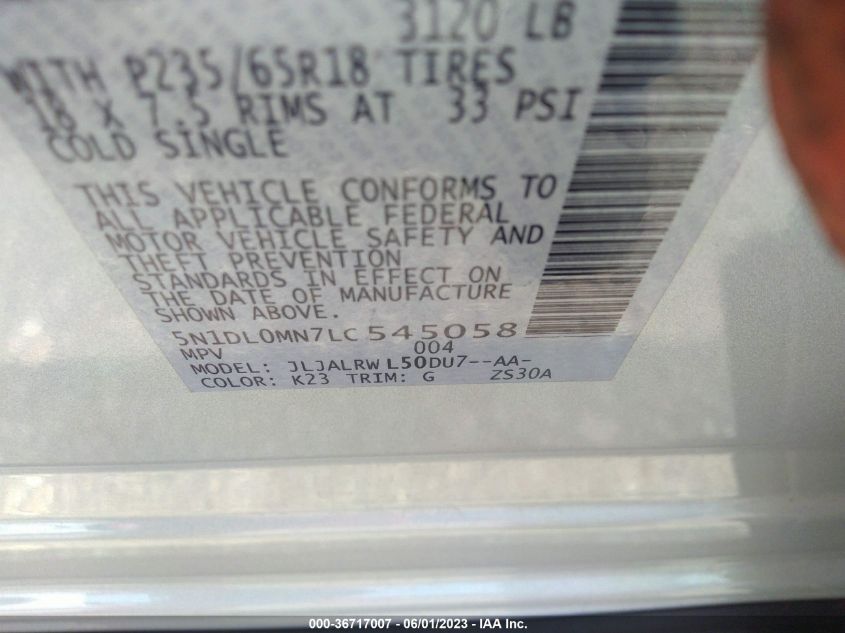 3120 LB
WITH P235/65R18 TIRES
18 X 7.5 RIMS AT 33 PSI
COLD SINGLE
THIS VEHICLE CONFORMS TO
ALL APPLICABLE FEDERAL
MOTOR VEHICLE SAFETY AND
THEFT PREVENTION
STANDARDS IN EFFECT ON
THE DATE OF MANUFACTURE
SHOWN ABOVE.
5N1DL0MN7LC545058
MPV 004
MODEL: JLJALRWL50DU7--AA-
COLOR: K23 TRIM: G ZS30A
000-36717007 - 06/01/2023 - IAA Inc.